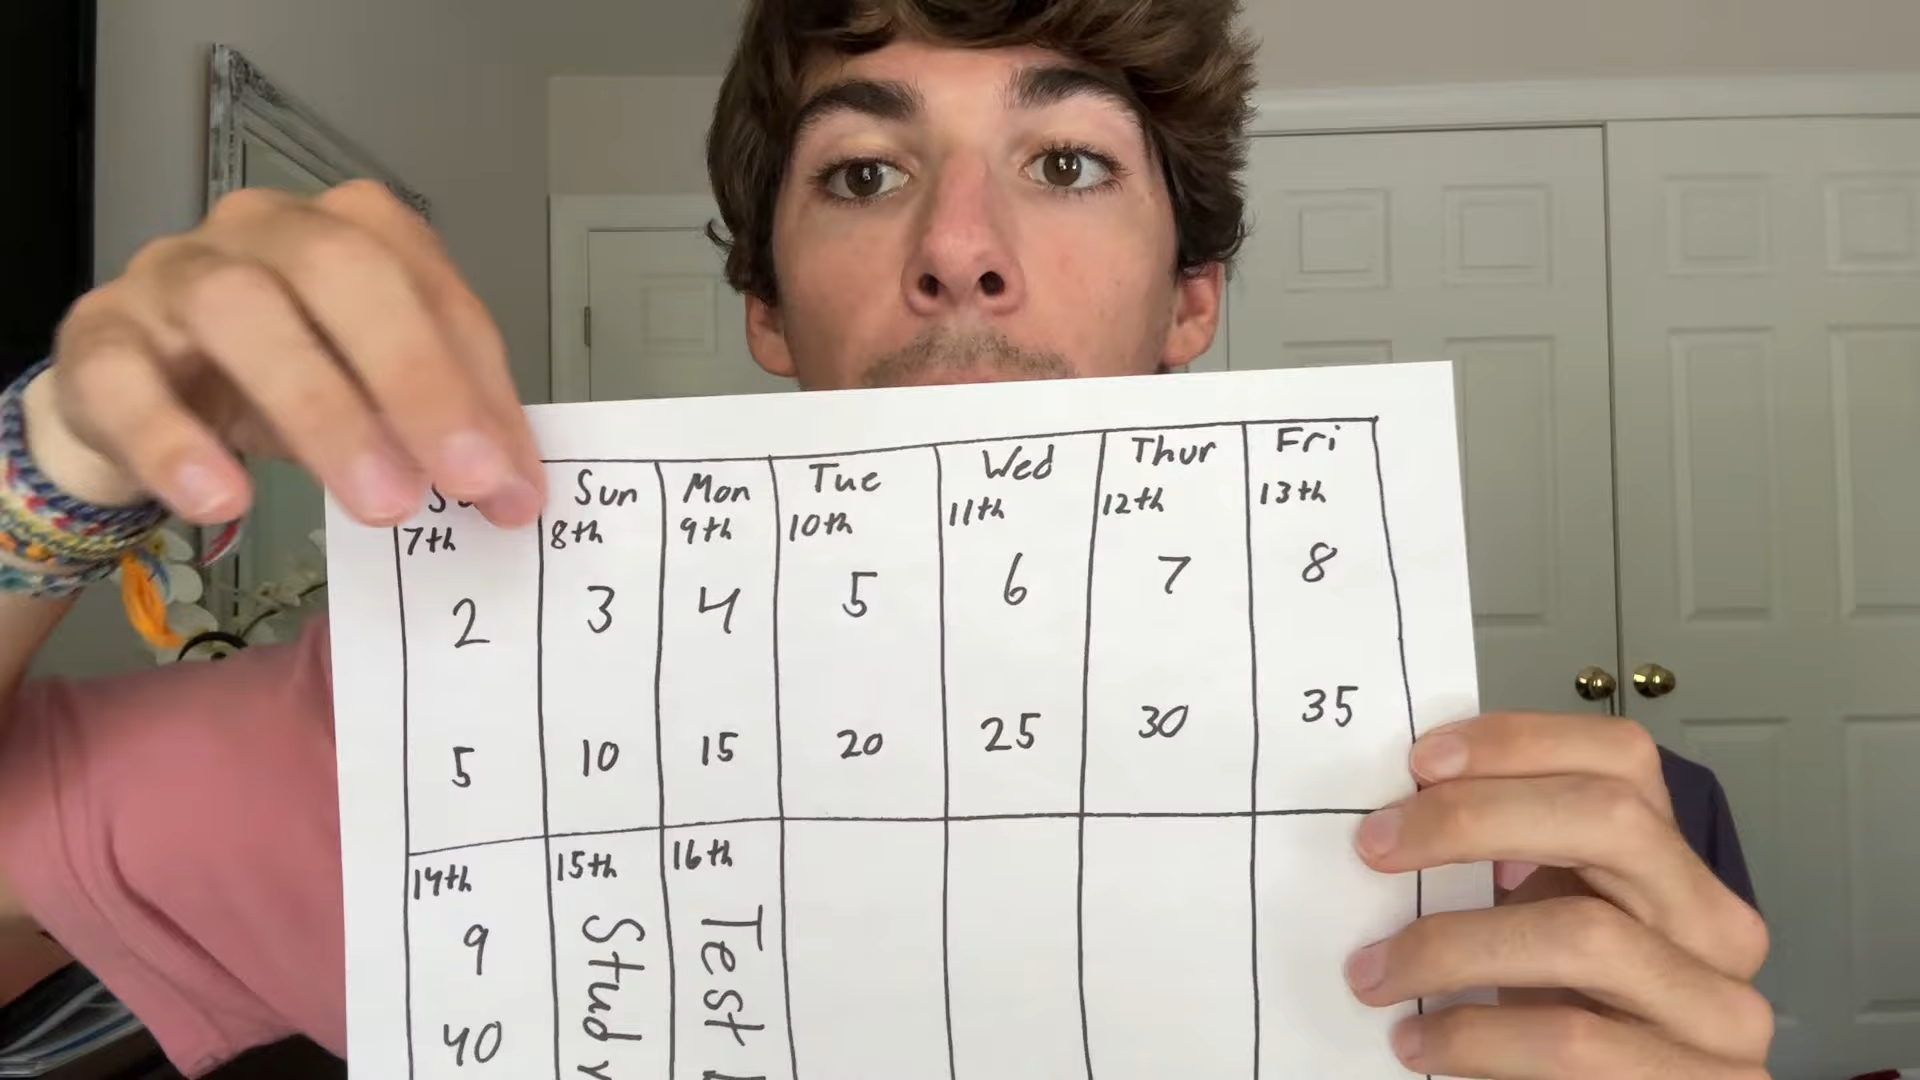 Sun Mon Tue Wed Thur Fri
7th 8th 9th 10th 11th 12th 13th
2 3 4 5 6 7 8
5 10 15 20 25 30 35
14th 15th 16th
9 Study Test
40